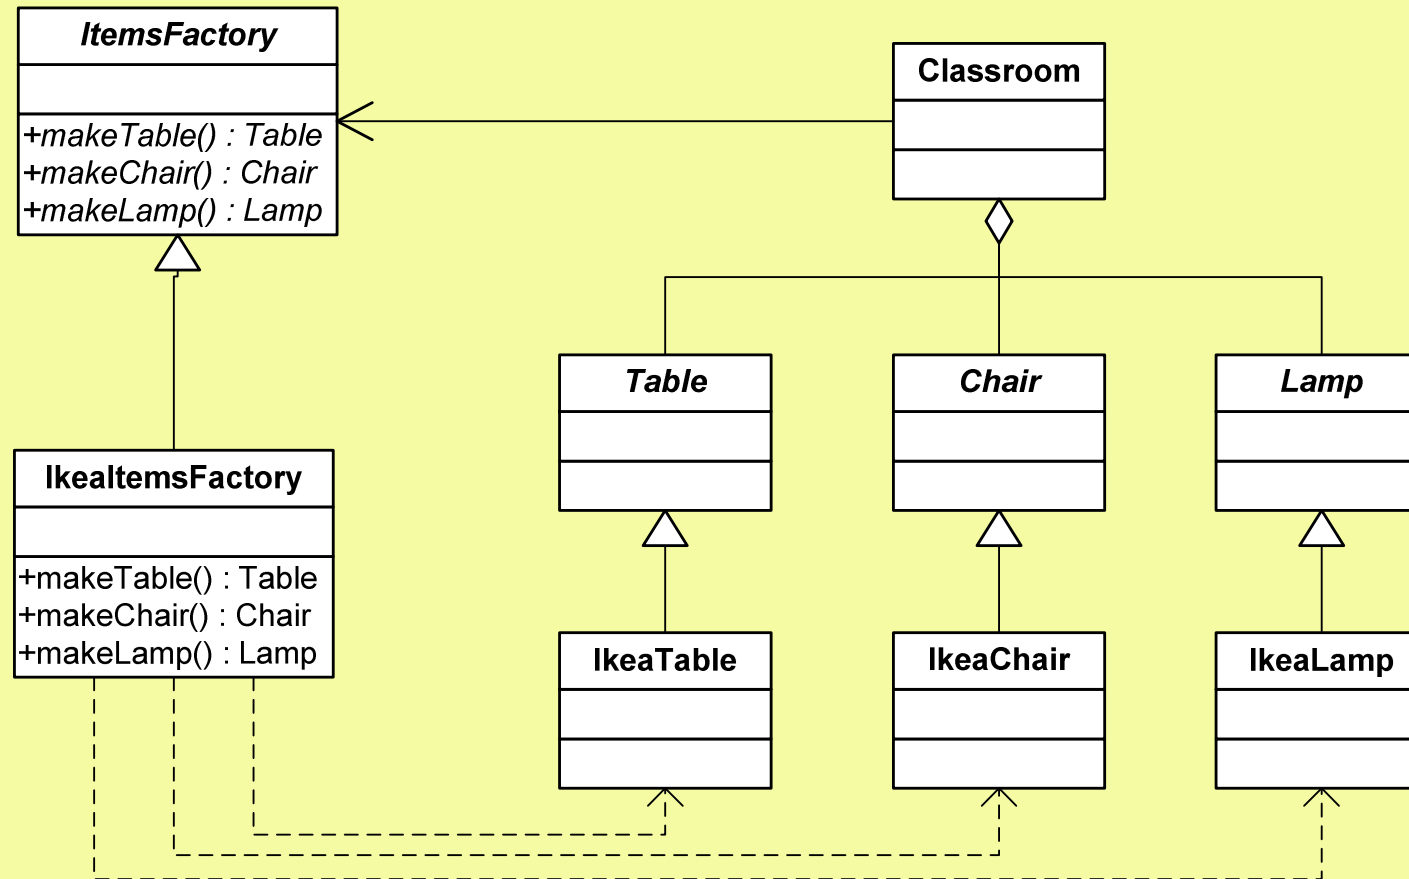 ItemsFactory
+makeTable() : Table
+makeChair() : Chair
+makeLamp() : Lamp
Classroom
Table
Chair
Lamp
IkeaItemsFactory
+makeTable() : Table
+makeChair() : Chair
+makeLamp() : Lamp
IkeaTable
IkeaChair
IkeaLamp